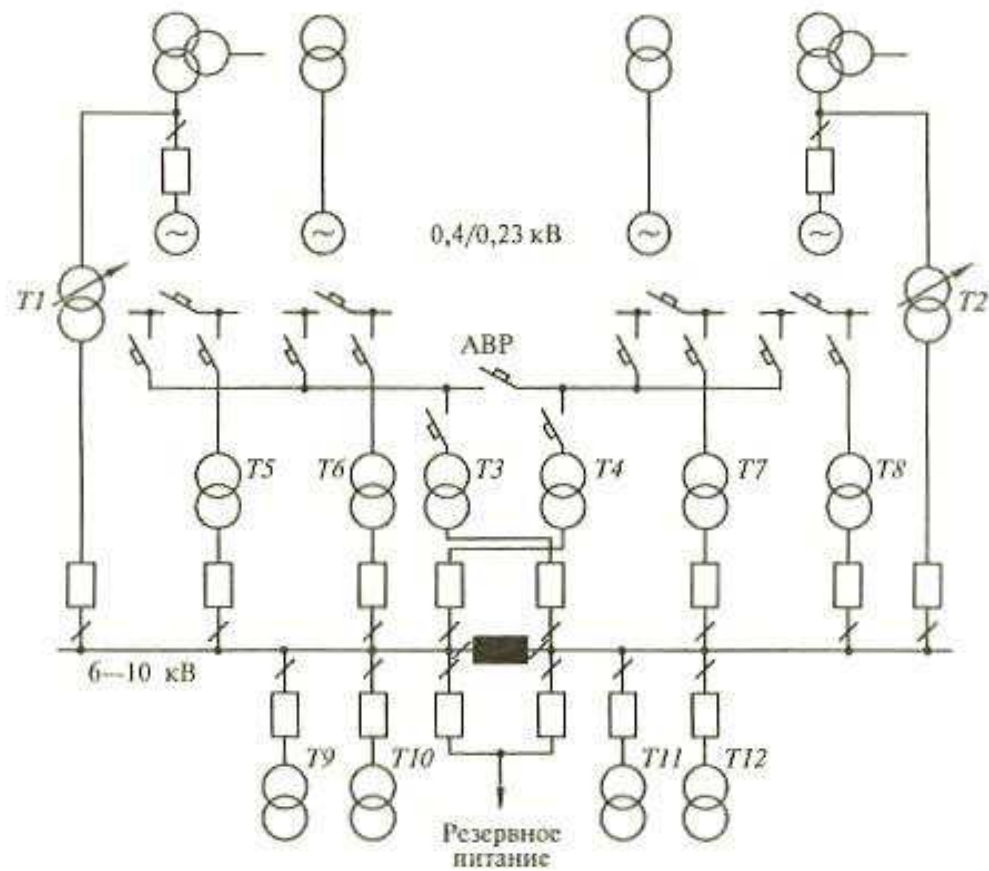 0,4/0,23 кВ
T1
T2
АВР
T5
T6
T3
T4
T7
T8
6—10 кВ
T9
T10
T11
T12
Резервное
питание